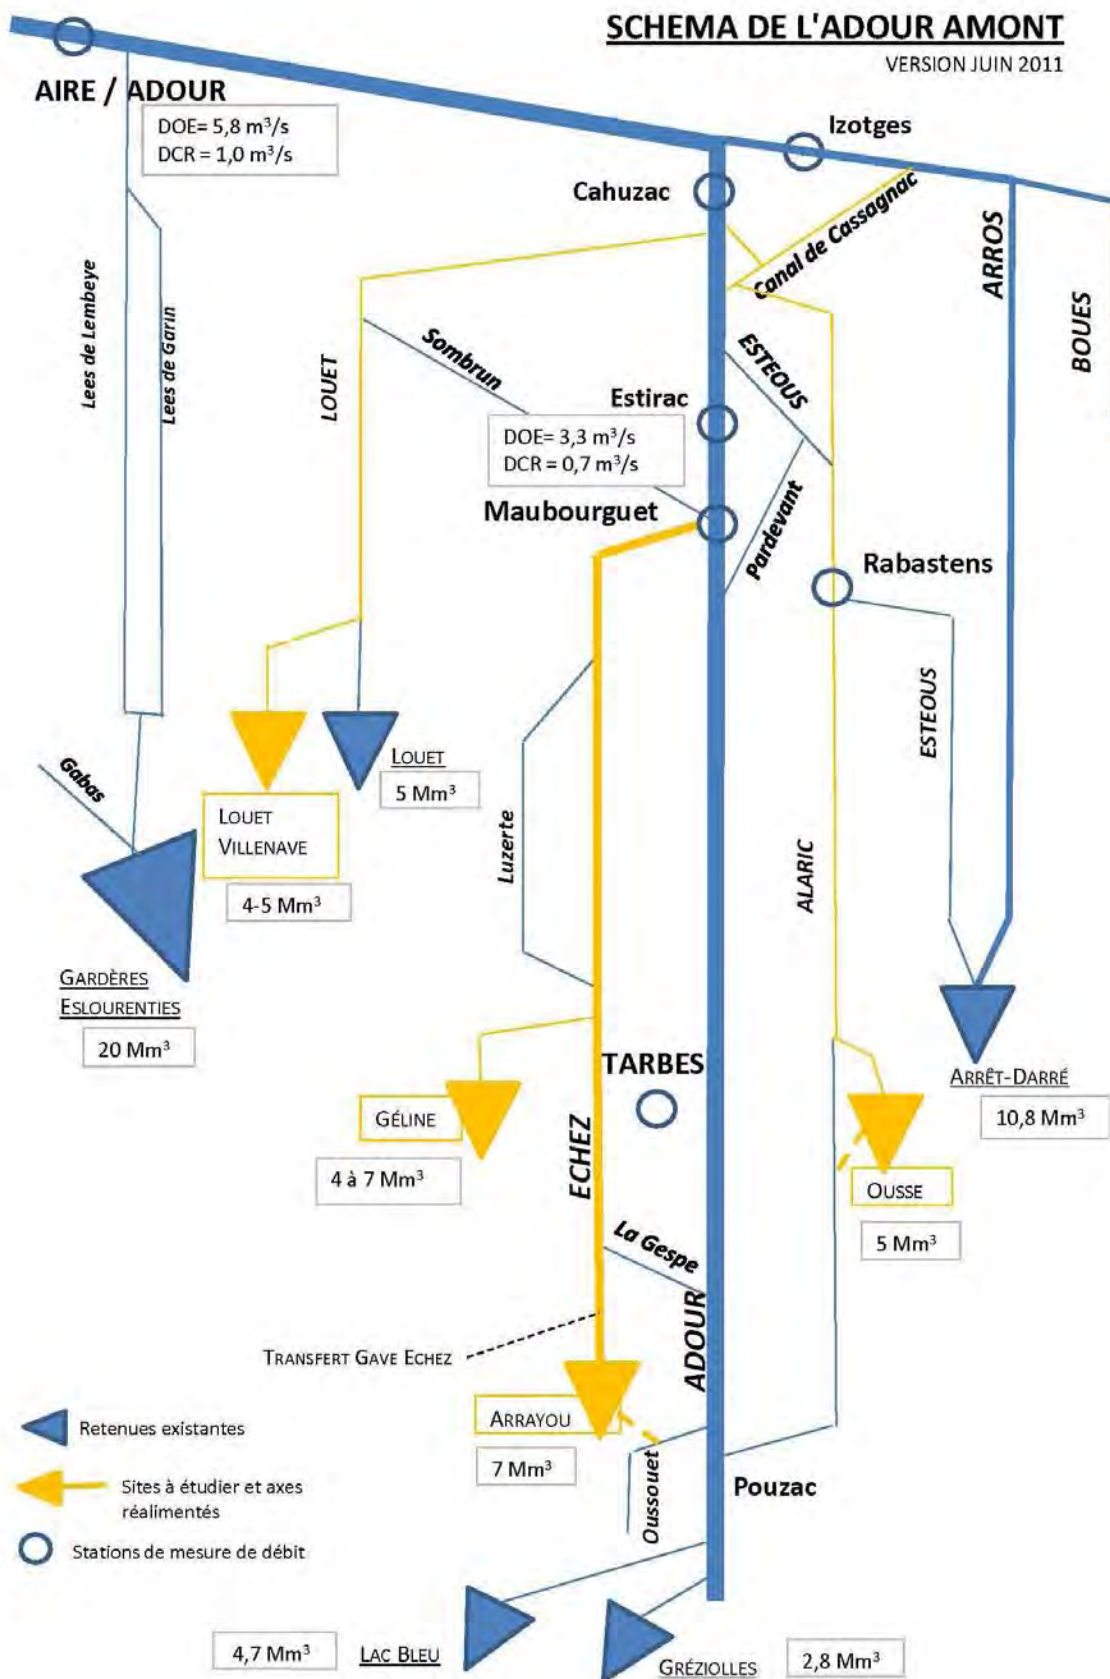 SCHEMA DE L'ADOUR AMONT
VERSION JUIN 2011
AIRE / ADOUR
DOE= 5,8 m³/s
DCR = 1,0 m³/s
Izotges
Cahuzac
Canal de Cassagnac
ARROS
BOUES
Lees de Lembeye
Lees de Garin
LOUET
Sombrun
ESTEOUS
Estirac
DOE= 3,3 m³/s
DCR = 0,7 m³/s
Maubourguet
Pardevant
Rabastens
ESTEOUS
LOUET
5 Mm³
Gabas
LOUET
VILLENAVE
4-5 Mm³
Luzerte
ALARIC
GARDÈRES
ESLOURENTIES
20 Mm³
TARBES
ARRÊT-DARRÉ
10,8 Mm³
GÉLINE
4 à 7 Mm³
ECHEZ
OUSSE
5 Mm³
La Gespe
ADOUR
TRANSFERT GAVE ECHEZ
ARRAYOU
7 Mm³
Oussouet
Pouzac
Retenues existantes
Sites à étudier et axes
réalimentés
Stations de mesure de débit
4,7 Mm³
LAC BLEU
GRÉZIOLLES
2,8 Mm³